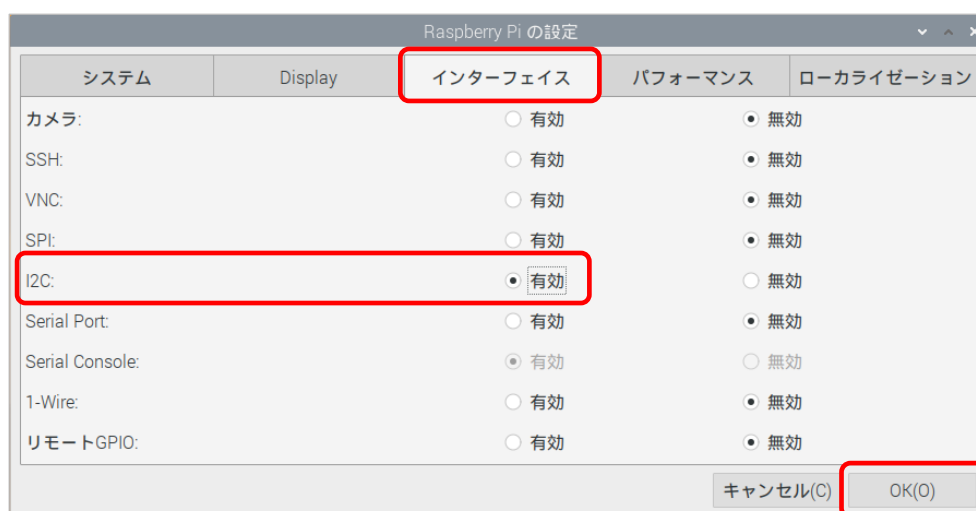 Raspberry Pi の設定
システム Display インターフェイス パフォーマンス ローカライゼーション
カメラ: 有効 無効
SSH: 有効 無効
VNC: 有効 無効
SPI: 有効 無効
I2C: 有効 無効
Serial Port: 有効 無効
Serial Console: 有効 無効
1-Wire: 有効 無効
リモートGPIO: 有効 無効
キャンセル(C) OK(O)